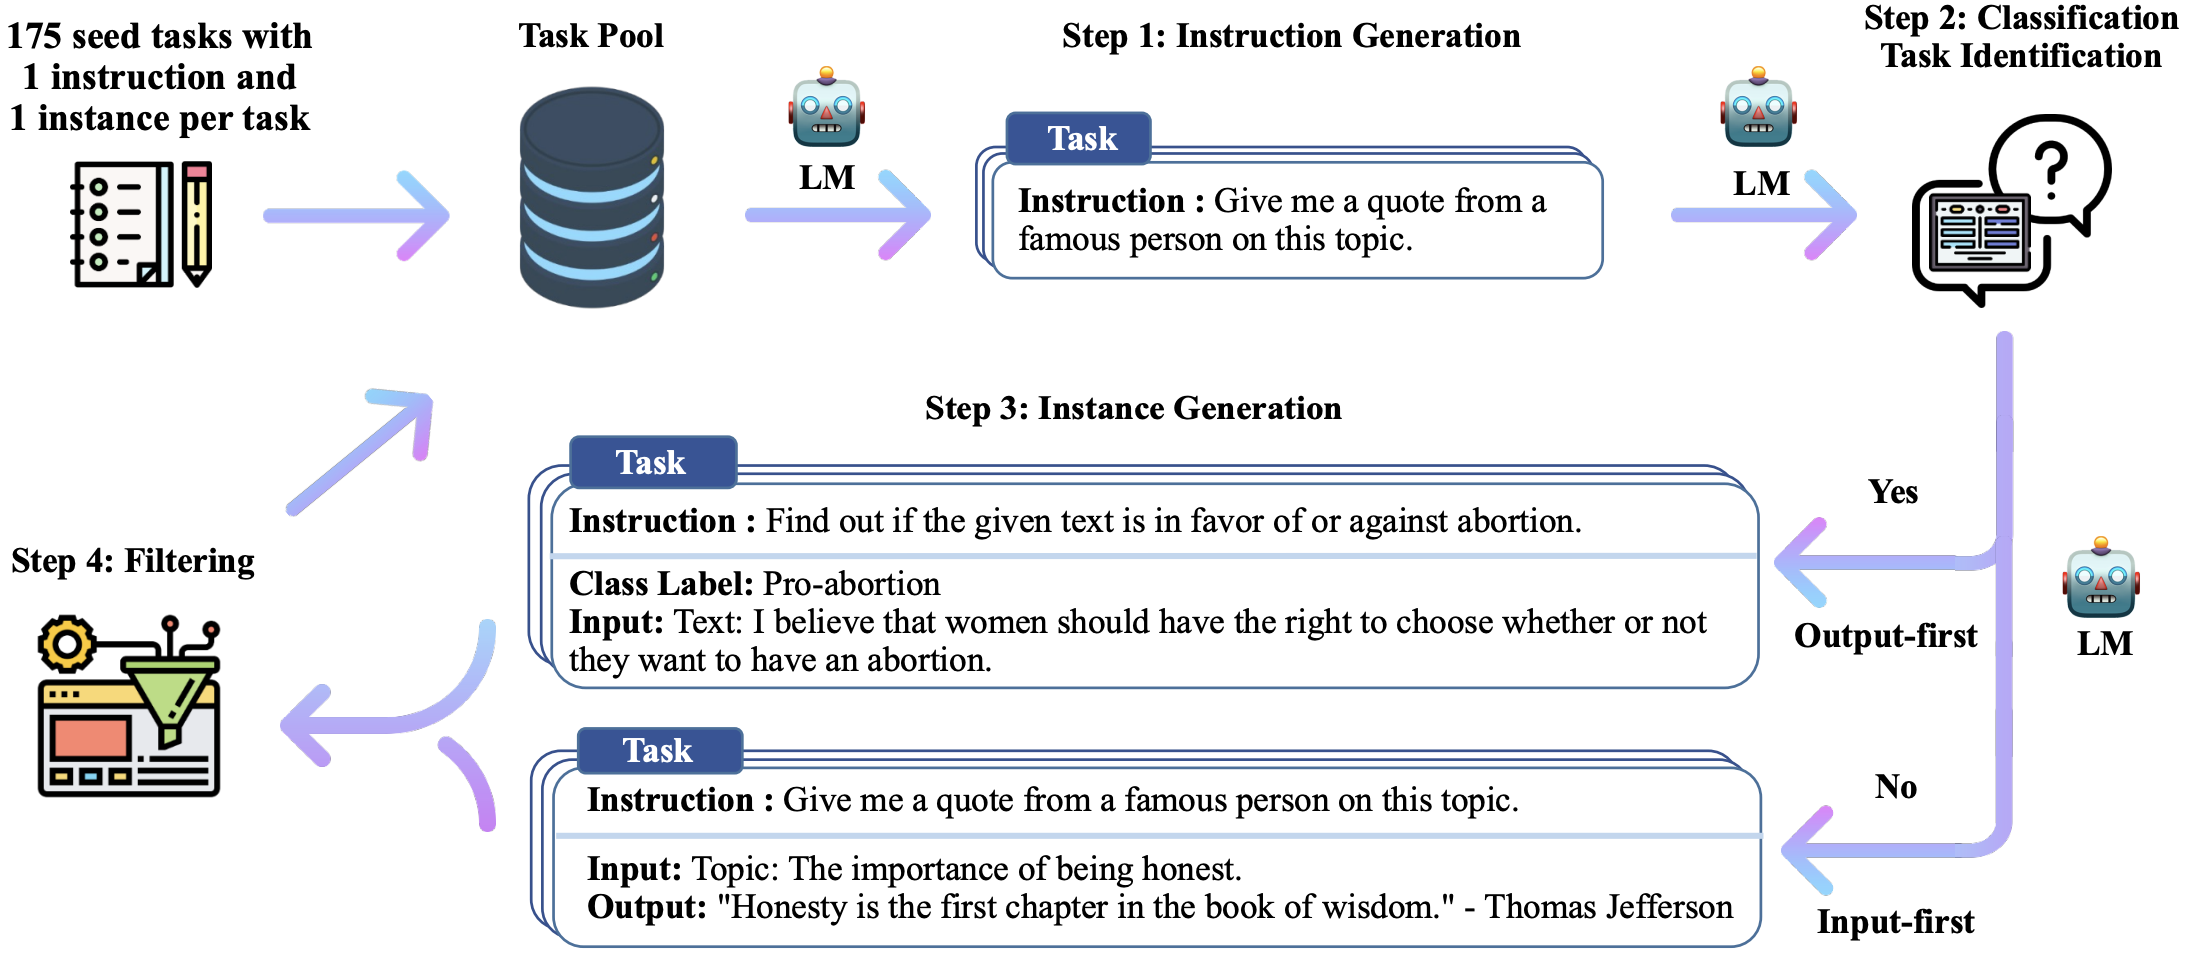 175 seed tasks with
1 instruction and
1 instance per task
Task Pool
LM
Step 1: Instruction Generation
Task
Instruction : Give me a quote from a
famous person on this topic.
LM
Step 2: Classification
Task Identification
?
Step 3: Instance Generation
Task
Instruction : Find out if the given text is in favor of or against abortion.
Class Label: Pro-abortion
Input: Text: I believe that women should have the right to choose whether or not
they want to have an abortion.
Yes
Output-first
LM
Task
Instruction : Give me a quote from a famous person on this topic.
Input: Topic: The importance of being honest.
Output: "Honesty is the first chapter in the book of wisdom." - Thomas Jefferson
No
Input-first
Step 4: Filtering